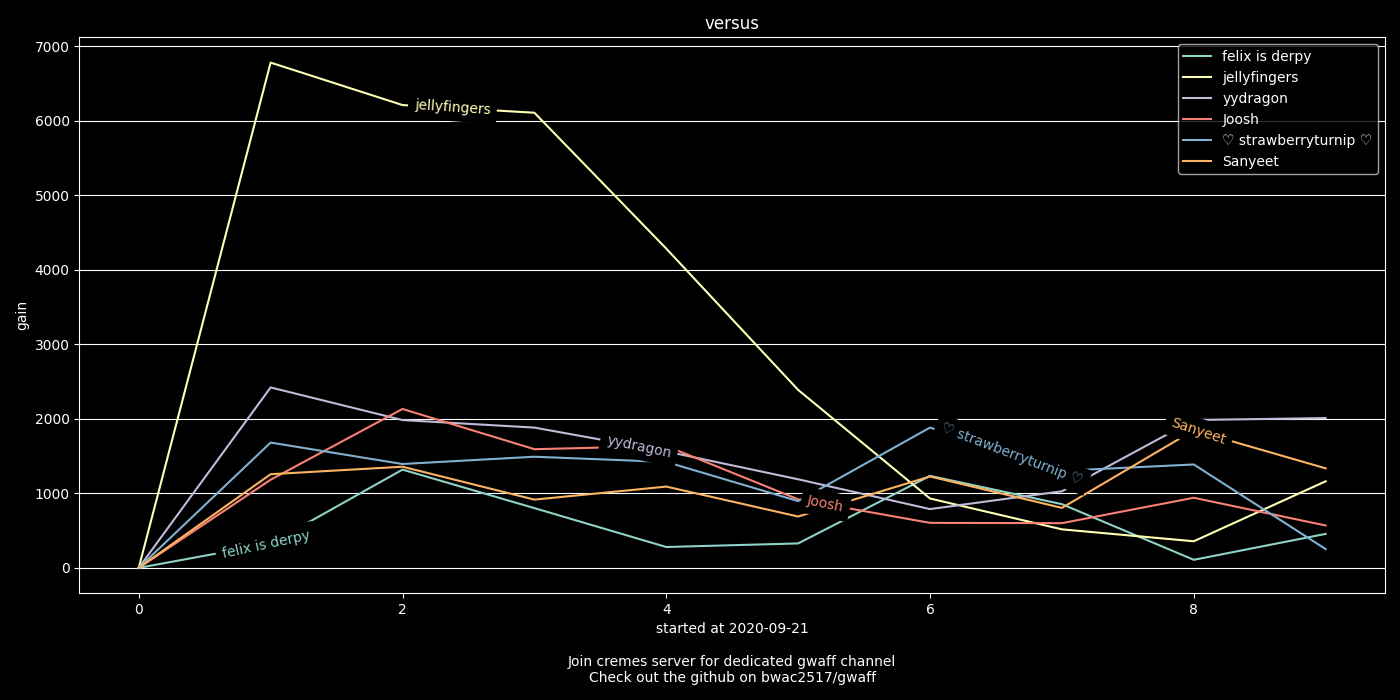 versus
7000
6000
5000
4000
3000
2000
1000
0
gain
felix is derpy
jellyfingers
yydragon
Joosh
♡ strawberryturnip ♡
Sanyeet
jellyfingers
yydragon
♡ strawberryturnip ♡
Sanyeet
Joosh
felix is derpy
0 2 4 6 8
started at 2020-09-21
Join cremes server for dedicated gwaff channel
Check out the github on bwac2517/gwaff